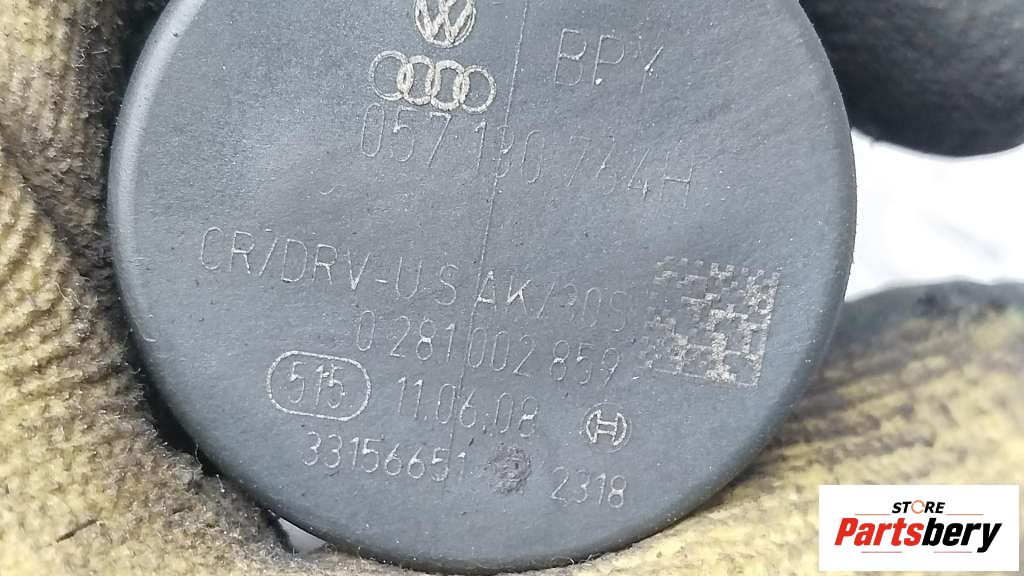 BPY
057 130 764H
CR/DRV-U S AK/20S
0 281 002 859
515 11.06.08
33156651 2318
STORE
Partsbery